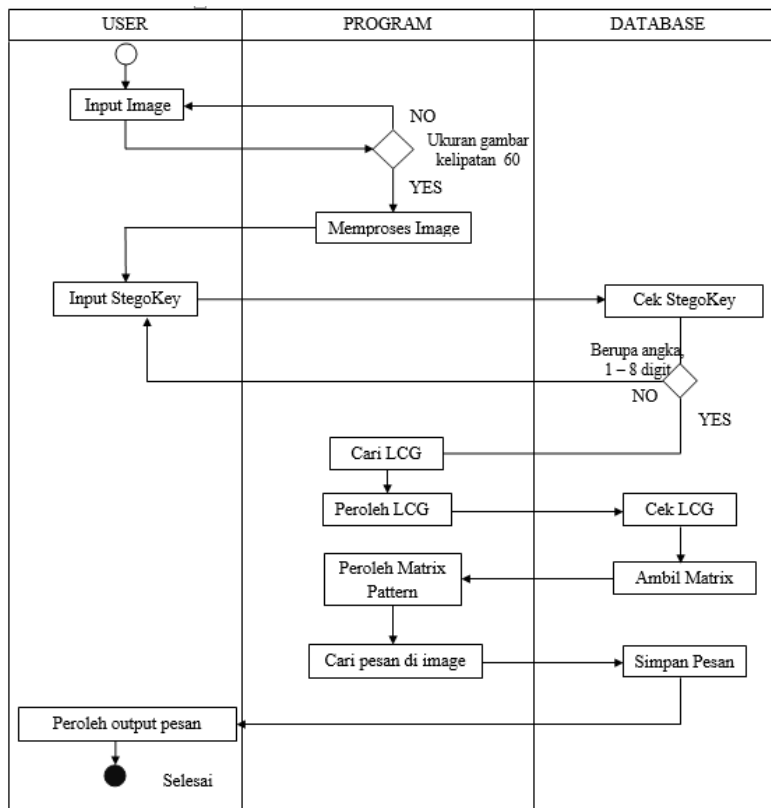 USER
PROGRAM
DATABASE
Input Image
NO
Ukuran gambar
kelipatan 60
YES
Memproses Image
Input StegoKey
Cek StegoKey
Berupa angka,
1 – 8 digit
NO
YES
Cari LCG
Peroleh LCG
Cek LCG
Peroleh Matrix
Pattern
Ambil Matrix
Cari pesan di image
Simpan Pesan
Peroleh output pesan
Selesai